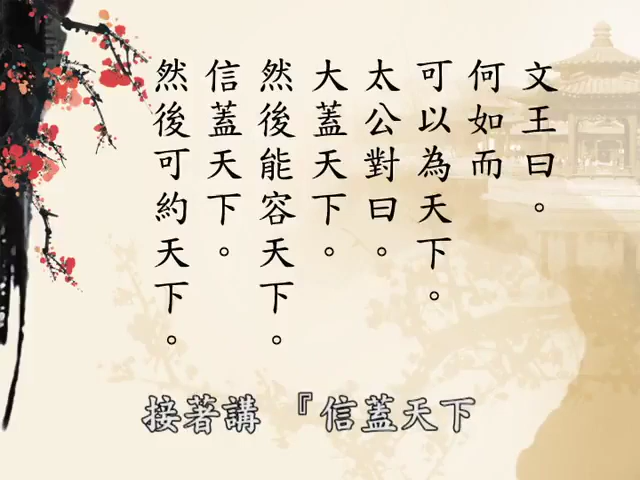 文王曰。
何如而
可以為天下。
太公對曰。
大蓋天下。
然後能容天下。
信蓋天下。
然後可約天下。
接著講 『信蓋天下